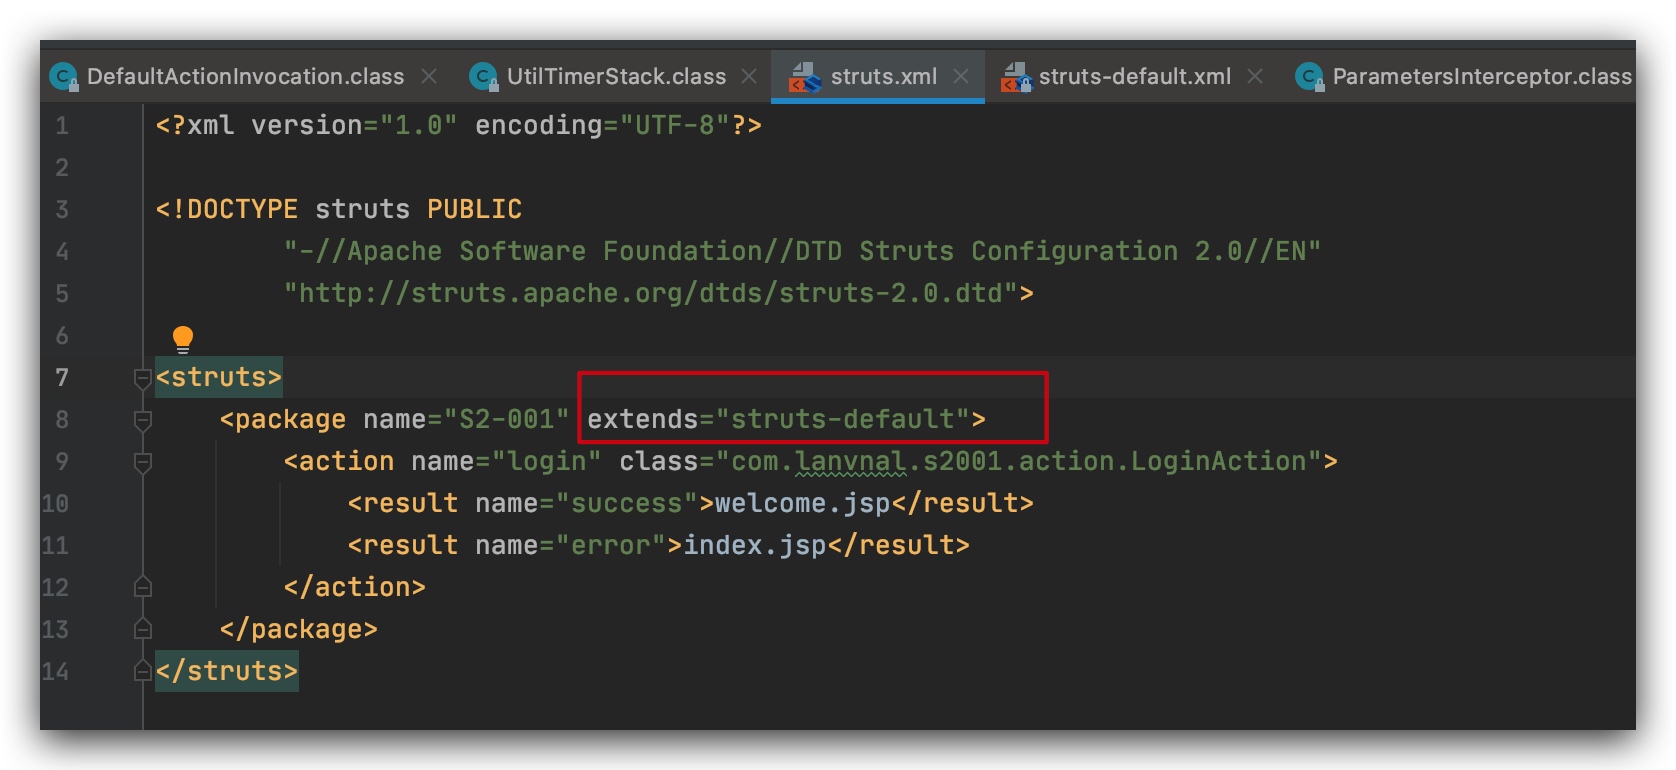 DefaultActionInvocation.class UtilTimerStack.class struts.xml struts-default.xml ParametersInterceptor.class
1 <?xml version="1.0" encoding="UTF-8"?>
2
3 <!DOCTYPE struts PUBLIC
4 "-//Apache Software Foundation//DTD Struts Configuration 2.0//EN"
5 "http://struts.apache.org/dtds/struts-2.0.dtd">
6
7 <struts>
8 <package name="S2-001" extends="struts-default">
9 <action name="login" class="com.lanvnal.s2001.action.LoginAction">
10 <result name="success">welcome.jsp</result>
11 <result name="error">index.jsp</result>
12 </action>
13 </package>
14 </struts>